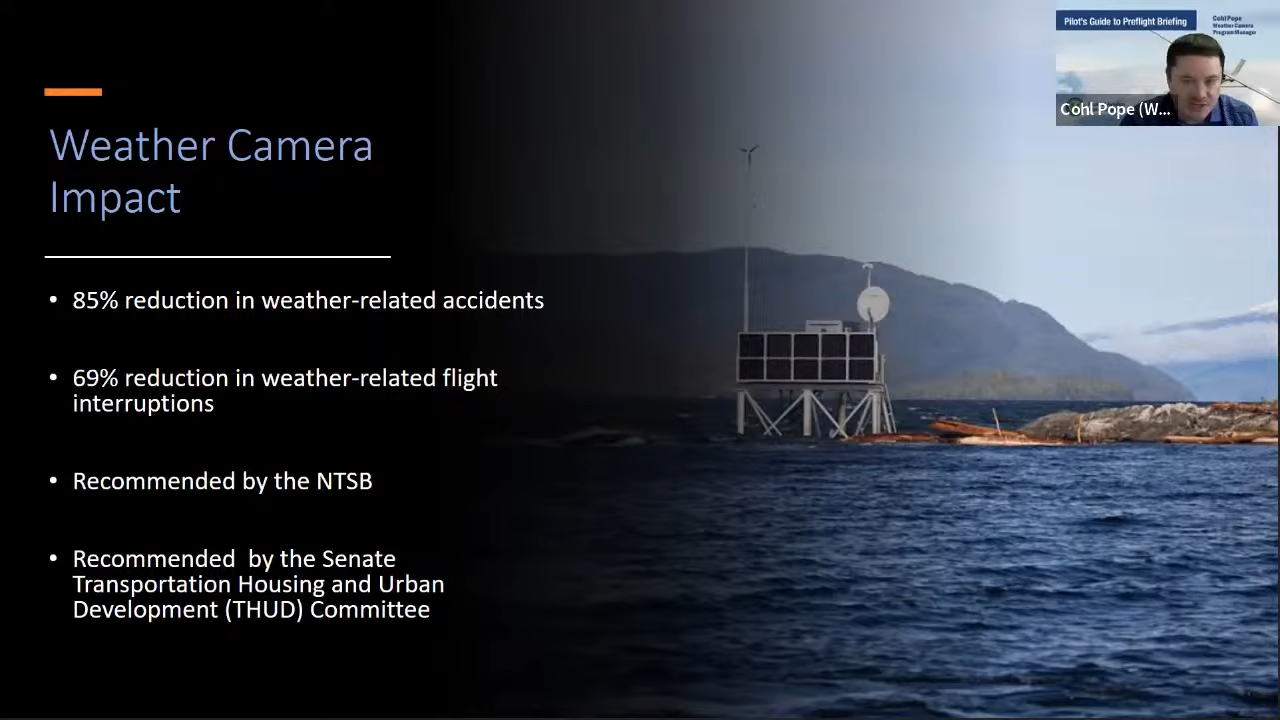 Pilot's Guide to Preflight Briefing
Cohl Pope
Weather Camera
Program Manager
Cohl Pope (W...
Weather Camera
Impact
• 85% reduction in weather-related accidents
• 69% reduction in weather-related flight
interruptions
• Recommended by the NTSB
• Recommended  by the Senate
Transportation Housing and Urban
Development (THUD) Committee